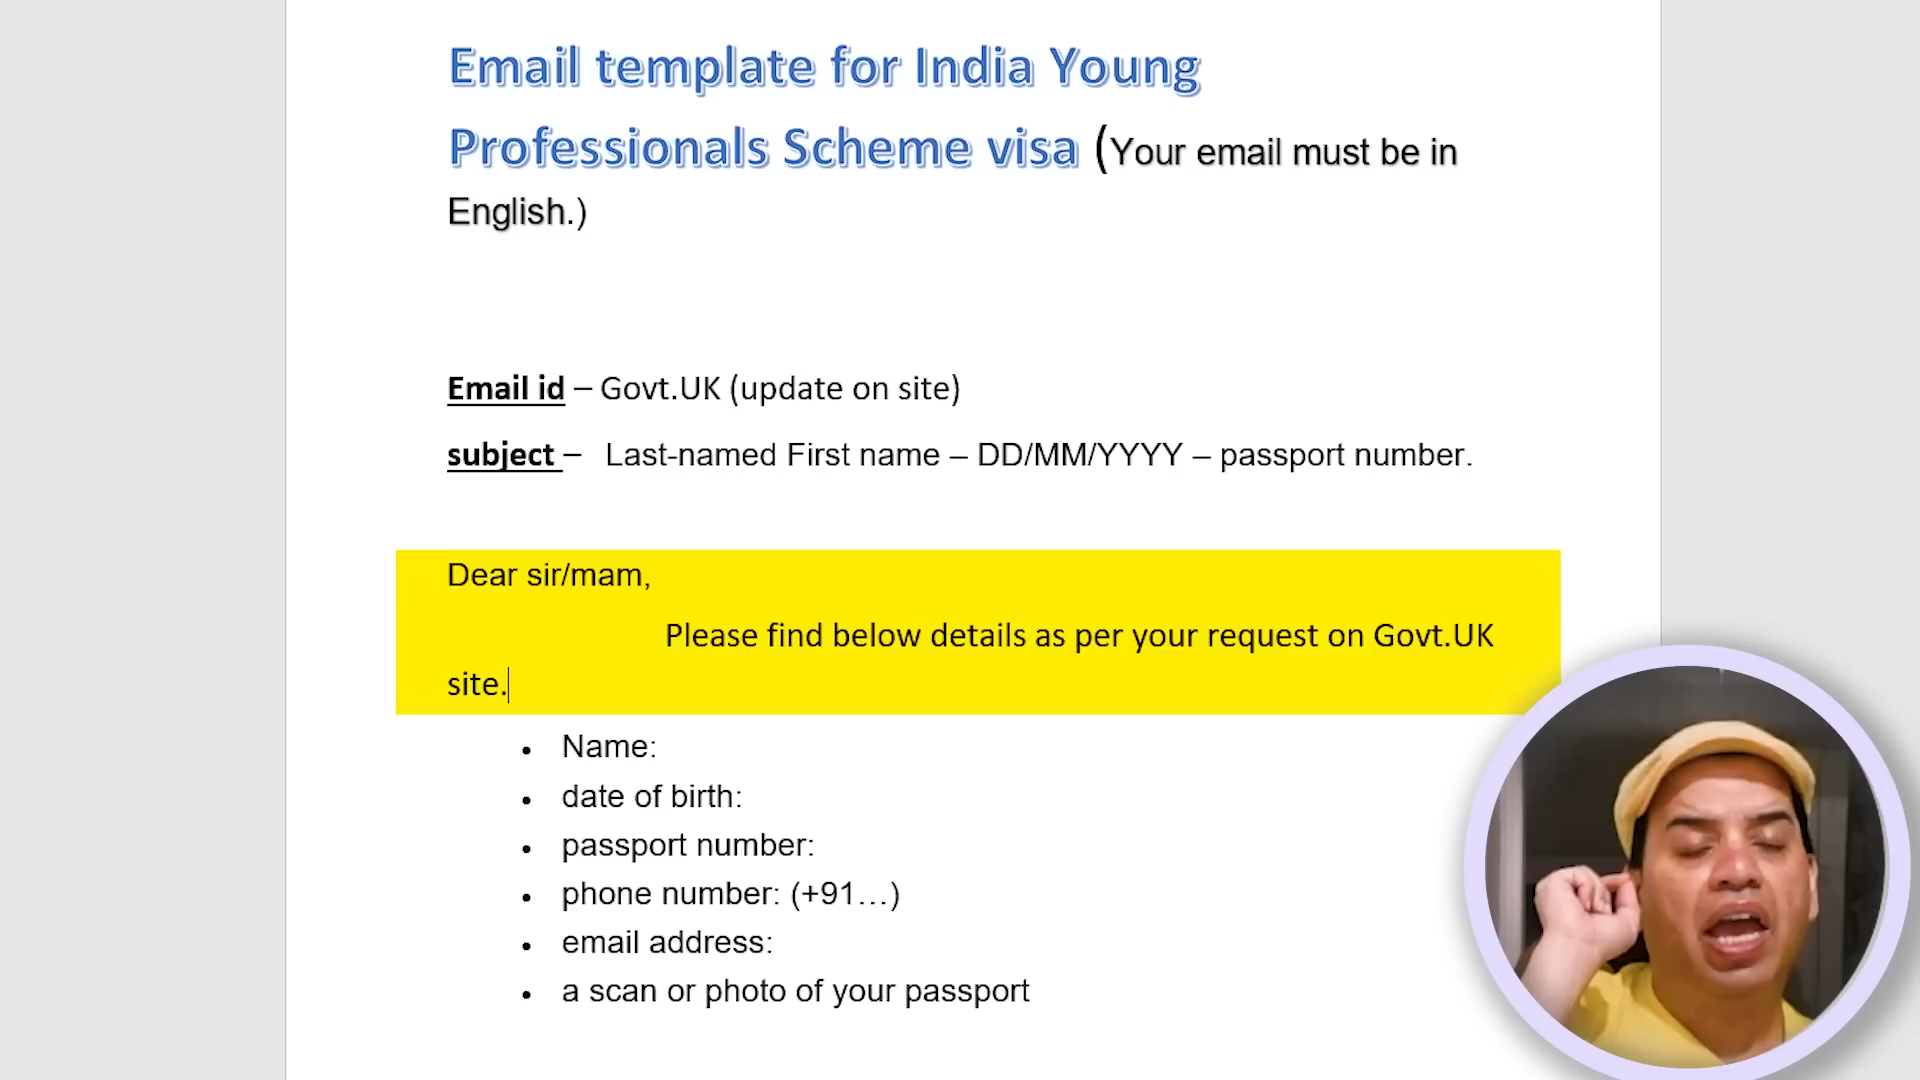 Email template for India Young
Professionals Scheme visa (Your email must be in
English.)
Email id – Govt.UK (update on site)
subject – Last-named First name – DD/MM/YYYY – passport number.
Dear sir/mam,
Please find below details as per your request on Govt.UK
site.
• Name:
• date of birth:
• passport number:
• phone number: (+91…)
• email address:
• a scan or photo of your passport